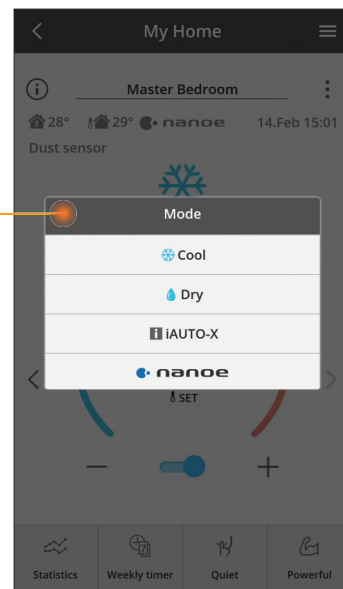 My Home
Master Bedroom
28° 29° nanoe 14.Feb 15:01
Dust sensor
Mode
Cool
Dry
iAUTO-X
nanoe
SET
Statistics Weekly timer Quiet Powerful